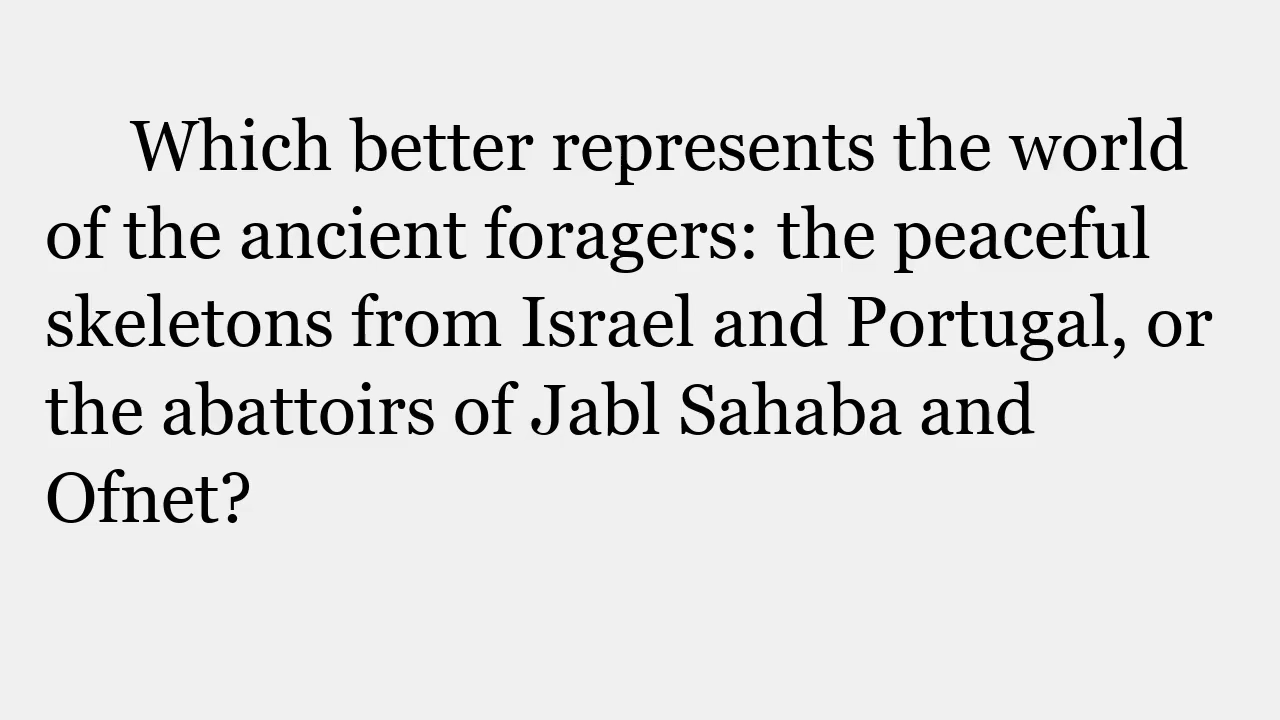 Which better represents the world
of the ancient foragers: the peaceful
skeletons from Israel and Portugal, or
the abattoirs of Jabl Sahaba and
Ofnet?